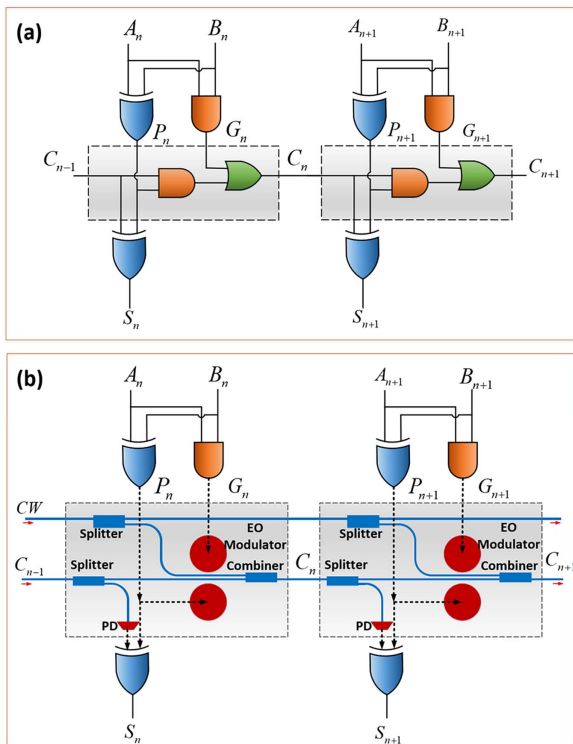 (a)
A_n B_n A_{n+1} B_{n+1}
P_n G_n P_{n+1} G_{n+1}
C_{n-1} C_n C_{n+1}
S_n S_{n+1}
(b)
A_n B_n A_{n+1} B_{n+1}
P_n G_n P_{n+1} G_{n+1}
CW
Splitter EO Modulator Splitter EO Modulator
C_{n-1} Splitter C_n Combiner Splitter Combiner C_{n+1}
PD PD
S_n S_{n+1}